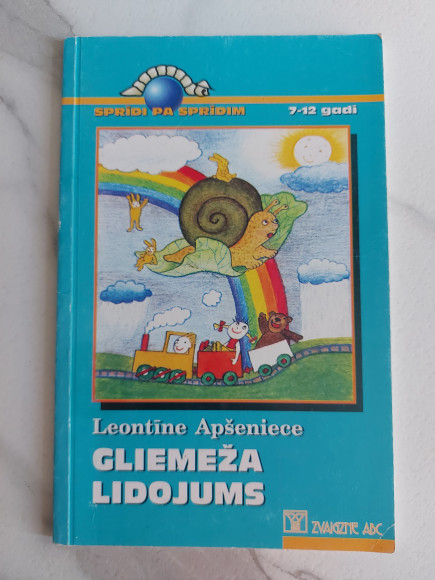 SPRĪDI PA SPRĪDIM
7-12 gadi
Leontīne Apšeniece
GLIEMEŽA
LIDOJUMS
ZVAIGZNE ABC